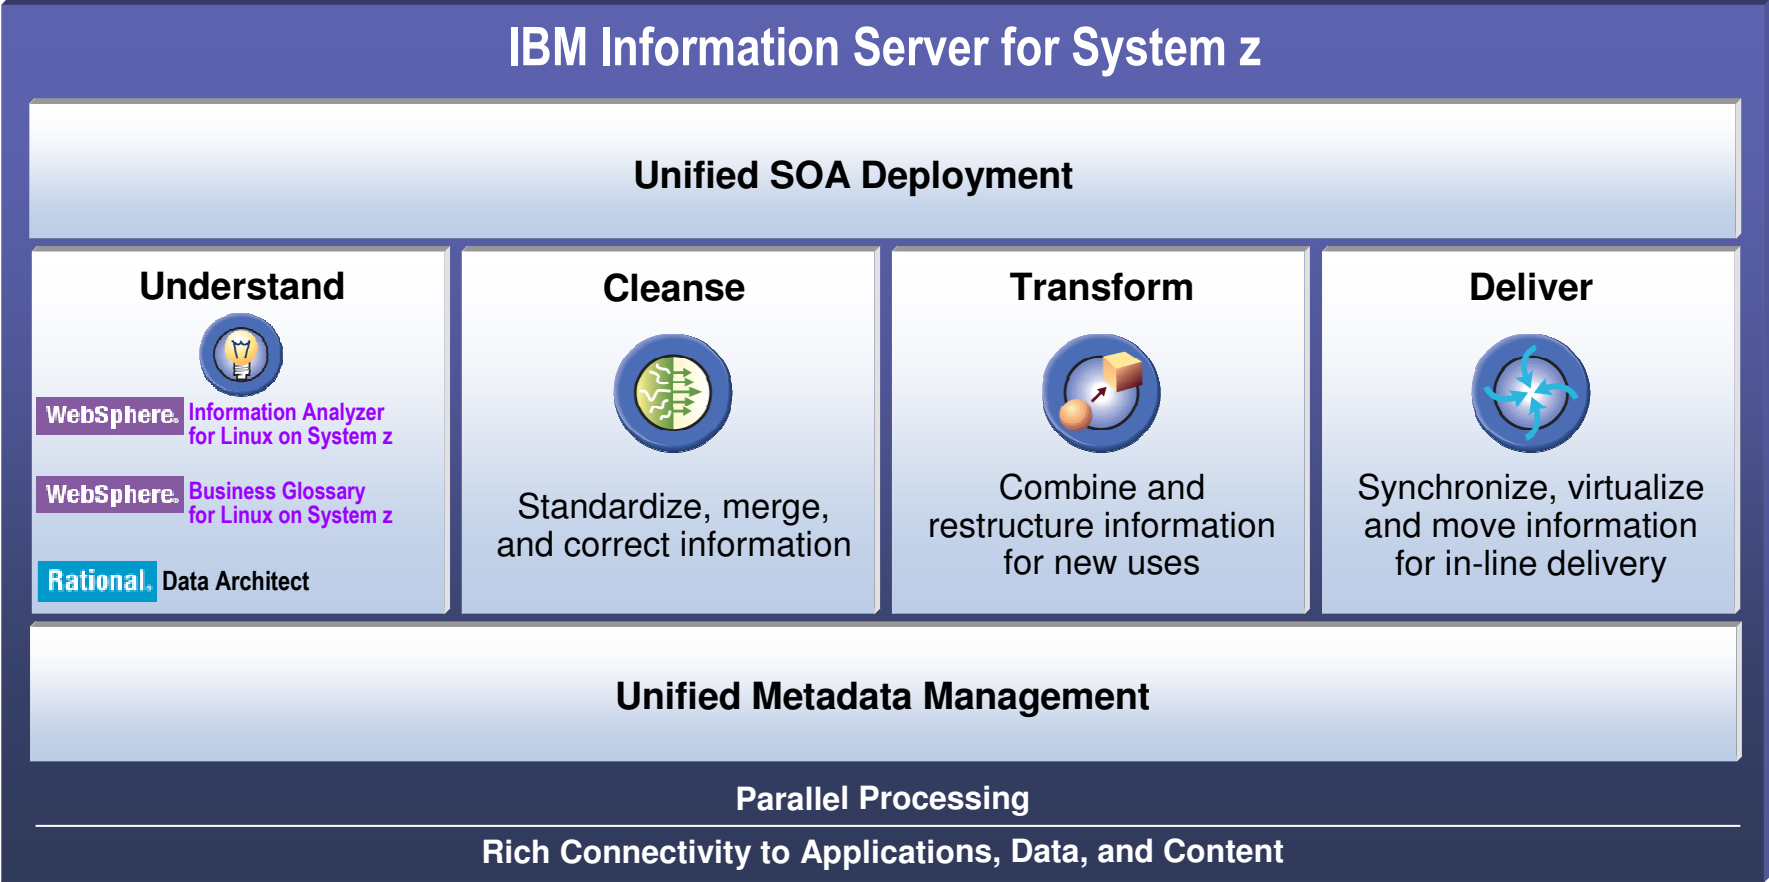 IBM Information Server for System z
Unified SOA Deployment
Understand
WebSphere. Information Analyzer
for Linux on System z
WebSphere. Business Glossary
for Linux on System z
Rational. Data Architect
Cleanse
Standardize, merge,
and correct information
Transform
Combine and
restructure information
for new uses
Deliver
Synchronize, virtualize
and move information
for in-line delivery
Unified Metadata Management
Parallel Processing
Rich Connectivity to Applications, Data, and Content